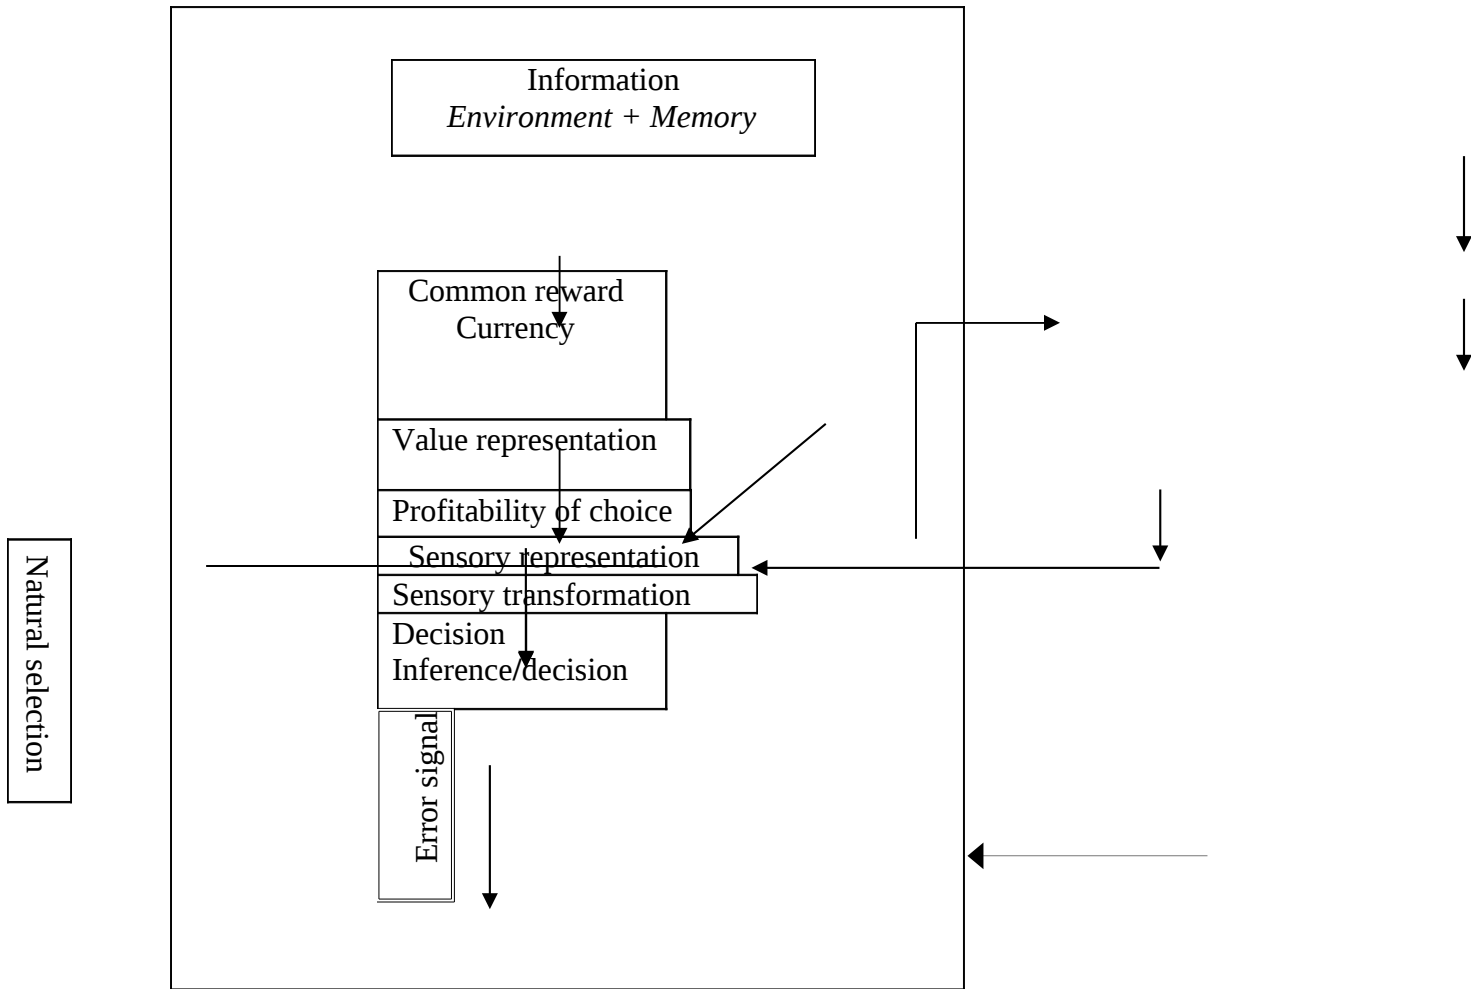 Information
Environment + Memory
Common reward
Currency
Value representation
Profitability of choice
Sensory representation
Sensory transformation
Decision
Inference/decision
Natural selection
Error signal